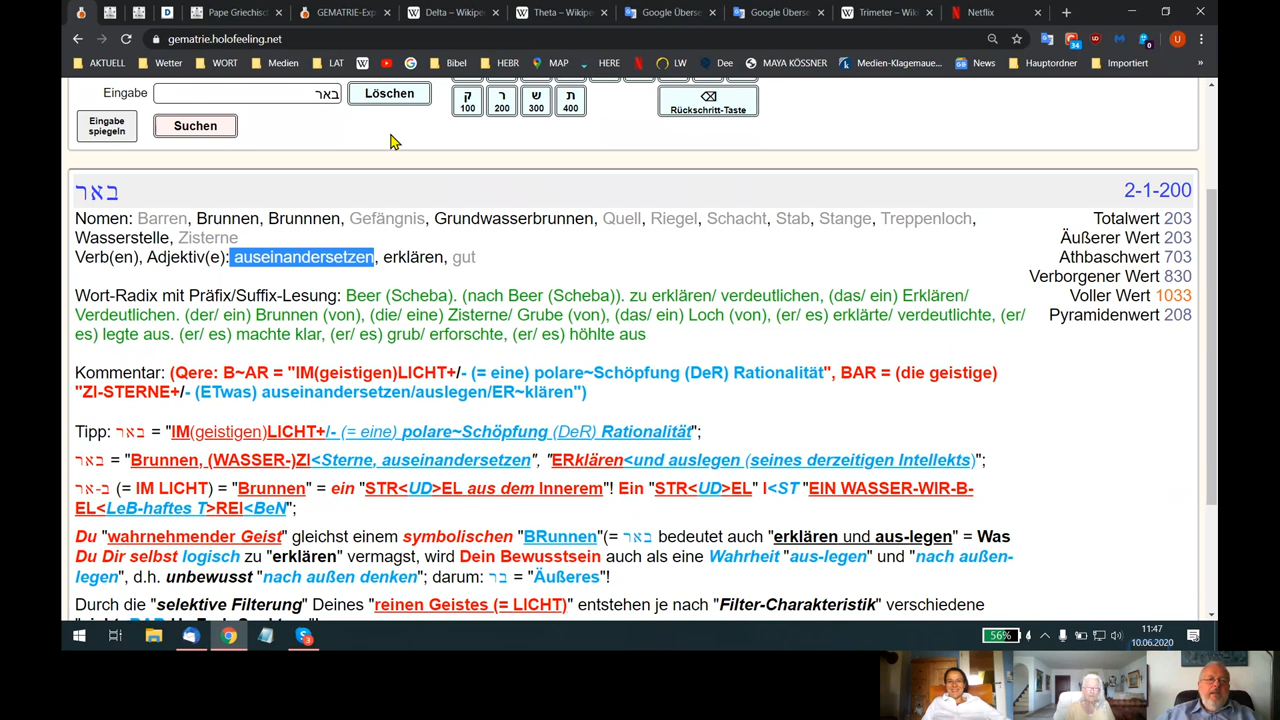 Pape Griechisch
GEMATRIE-Exp
Delta – Wikipe
Theta – Wikipe
Google Überse
Google Überse
Trimeter – Wiki
Netflix
gematrie.holofeeling.net
AKTUELL Wetter WORT Medien LAT Bibel HEBR MAP HERE LW Dee MAYA KÖSSNER Medien-Klagemaue... News Hauptordner Importiert »
Eingabe באר Löschen
ק ר ש ת
100 200 300 400 Rückschritt-Taste
Eingabe spiegeln
Suchen
באר 2-1-200
Nomen: Barren, Brunnen, Brunnnen, Gefängnis, Grundwasserbrunnen, Quell, Riegel, Schacht, Stab, Stange, Treppenloch,
Wasserstelle, Zisterne
Verb(en), Adjektiv(e): auseinandersetzen, erklären, gut
Totalwert 203
Äußerer Wert 203
Athbaschwert 703
Verborgener Wert 830
Voller Wert 1033
Pyramidenwert 208
Wort-Radix mit Präfix/Suffix-Lesung: Beer (Scheba). (nach Beer (Scheba)). zu erklären/ verdeutlichen, (das/ ein) Erklären/
Verdeutlichen. (der/ ein) Brunnen (von), (die/ eine) Zisterne/ Grube (von), (das/ ein) Loch (von), (er/ es) erklärte/ verdeutlichte, (er/
es) legte aus. (er/ es) machte klar, (er/ es) grub/ erforschte, (er/ es) höhlte aus
Kommentar: (Qere: B~AR = "IM(geistigen)LICHT+/- (= eine) polare~Schöpfung (DeR) Rationalität", BAR = (die geistige)
"ZI-STERNE+/- (ETwas) auseinandersetzen/auslegen/ER~klären")
Tipp: באר = "IM(geistigen)LICHT+/- (= eine) polare~Schöpfung (DeR) Rationalität";
באר = "Brunnen, (WASSER-)ZI<Sterne, auseinandersetzen", "ERklären<und auslegen (seines derzeitigen Intellekts)";
ב-אר (= IM LICHT) = "Brunnen" = ein "STR<UD>EL aus dem Innerem"! Ein "STR<UD>EL" I<ST "EIN WASSER-WIR-B-
EL<LeB-haftes T>REI<BeN";
Du "wahrnehmender Geist" gleichst einem symbolischen "BRunnen"(= באר bedeutet auch "erklären und aus-legen" = Was
Du Dir selbst logisch zu "erklären" vermagst, wird Dein Bewusstsein auch als eine Wahrheit "aus-legen" und "nach außen-
legen", d.h. unbewusst "nach außen denken"; darum: בר = "Äußeres"!
Durch die "selektive Filterung" Deines "reinen Geistes (= LICHT)" entstehen je nach "Filter-Charakteristik" verschiedene
56%
11:47
10.06.2020